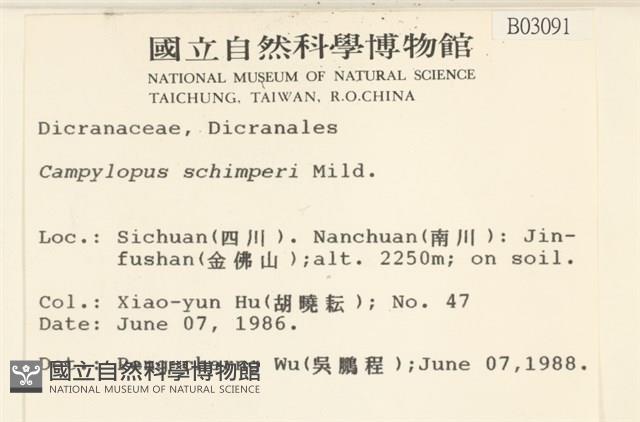 B03091
國立自然科學博物館
NATIONAL MUSEUM OF NATURAL SCIENCE
TAICHUNG, TAIWAN, R.O.CHINA
Dicranaceae, Dicranales
Campylopus schimperi Mild.
Loc.: Sichuan(四川). Nanchuan(南川): Jin-
fushan(金佛山);alt. 2250m; on soil.
Col.: Xiao-yun Hu(胡曉耘); No. 47
Date: June 07, 1986.
Det.: Wu(吳鵬程);June 07,1988.
國立自然科學博物館
NATIONAL MUSEUM OF NATURAL SCIENCE